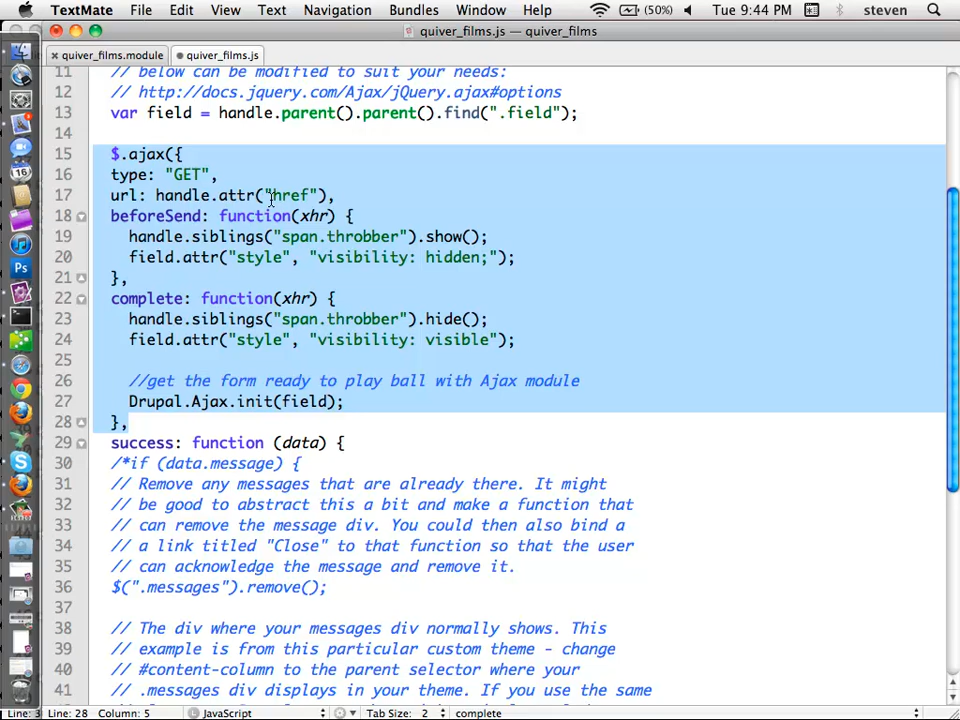 TextMate File Edit View Text Navigation Bundles Window Help (50%) Tue 9:44 PM steven
quiver_films.js — quiver_films
quiver_films.module quiver_films.js
11 // below can be modified to suit your needs:
12 // http://docs.jquery.com/Ajax/jQuery.ajax#options
13 var field = handle.parent().parent().find(".field");
14
15 $.ajax({
16 type: "GET",
17 url: handle.attr("href"),
18 beforeSend: function(xhr) {
19 handle.siblings("span.throbber").show();
20 field.attr("style", "visibility: hidden;");
21 },
22 complete: function(xhr) {
23 handle.siblings("span.throbber").hide();
24 field.attr("style", "visibility: visible");
25
26 //get the form ready to play ball with Ajax module
27 Drupal.Ajax.init(field);
28 },
29 success: function (data) {
30 /*if (data.message) {
31 // Remove any messages that are already there. It might
32 // be good to abstract this a bit and make a function that
33 // can remove the message div. You could then also bind a
34 // a link titled "Close" to that function so that the user
35 // can acknowledge the message and remove it.
36 $(".messages").remove();
37
38 // The div where your messages div normally shows. This
39 // example is from this particular custom theme - change
40 // #content-column to the parent selector where your
41 // .messages div displays in your theme. If you use the same
Line: 28 Column: 5 JavaScript Tab Size: 2 complete